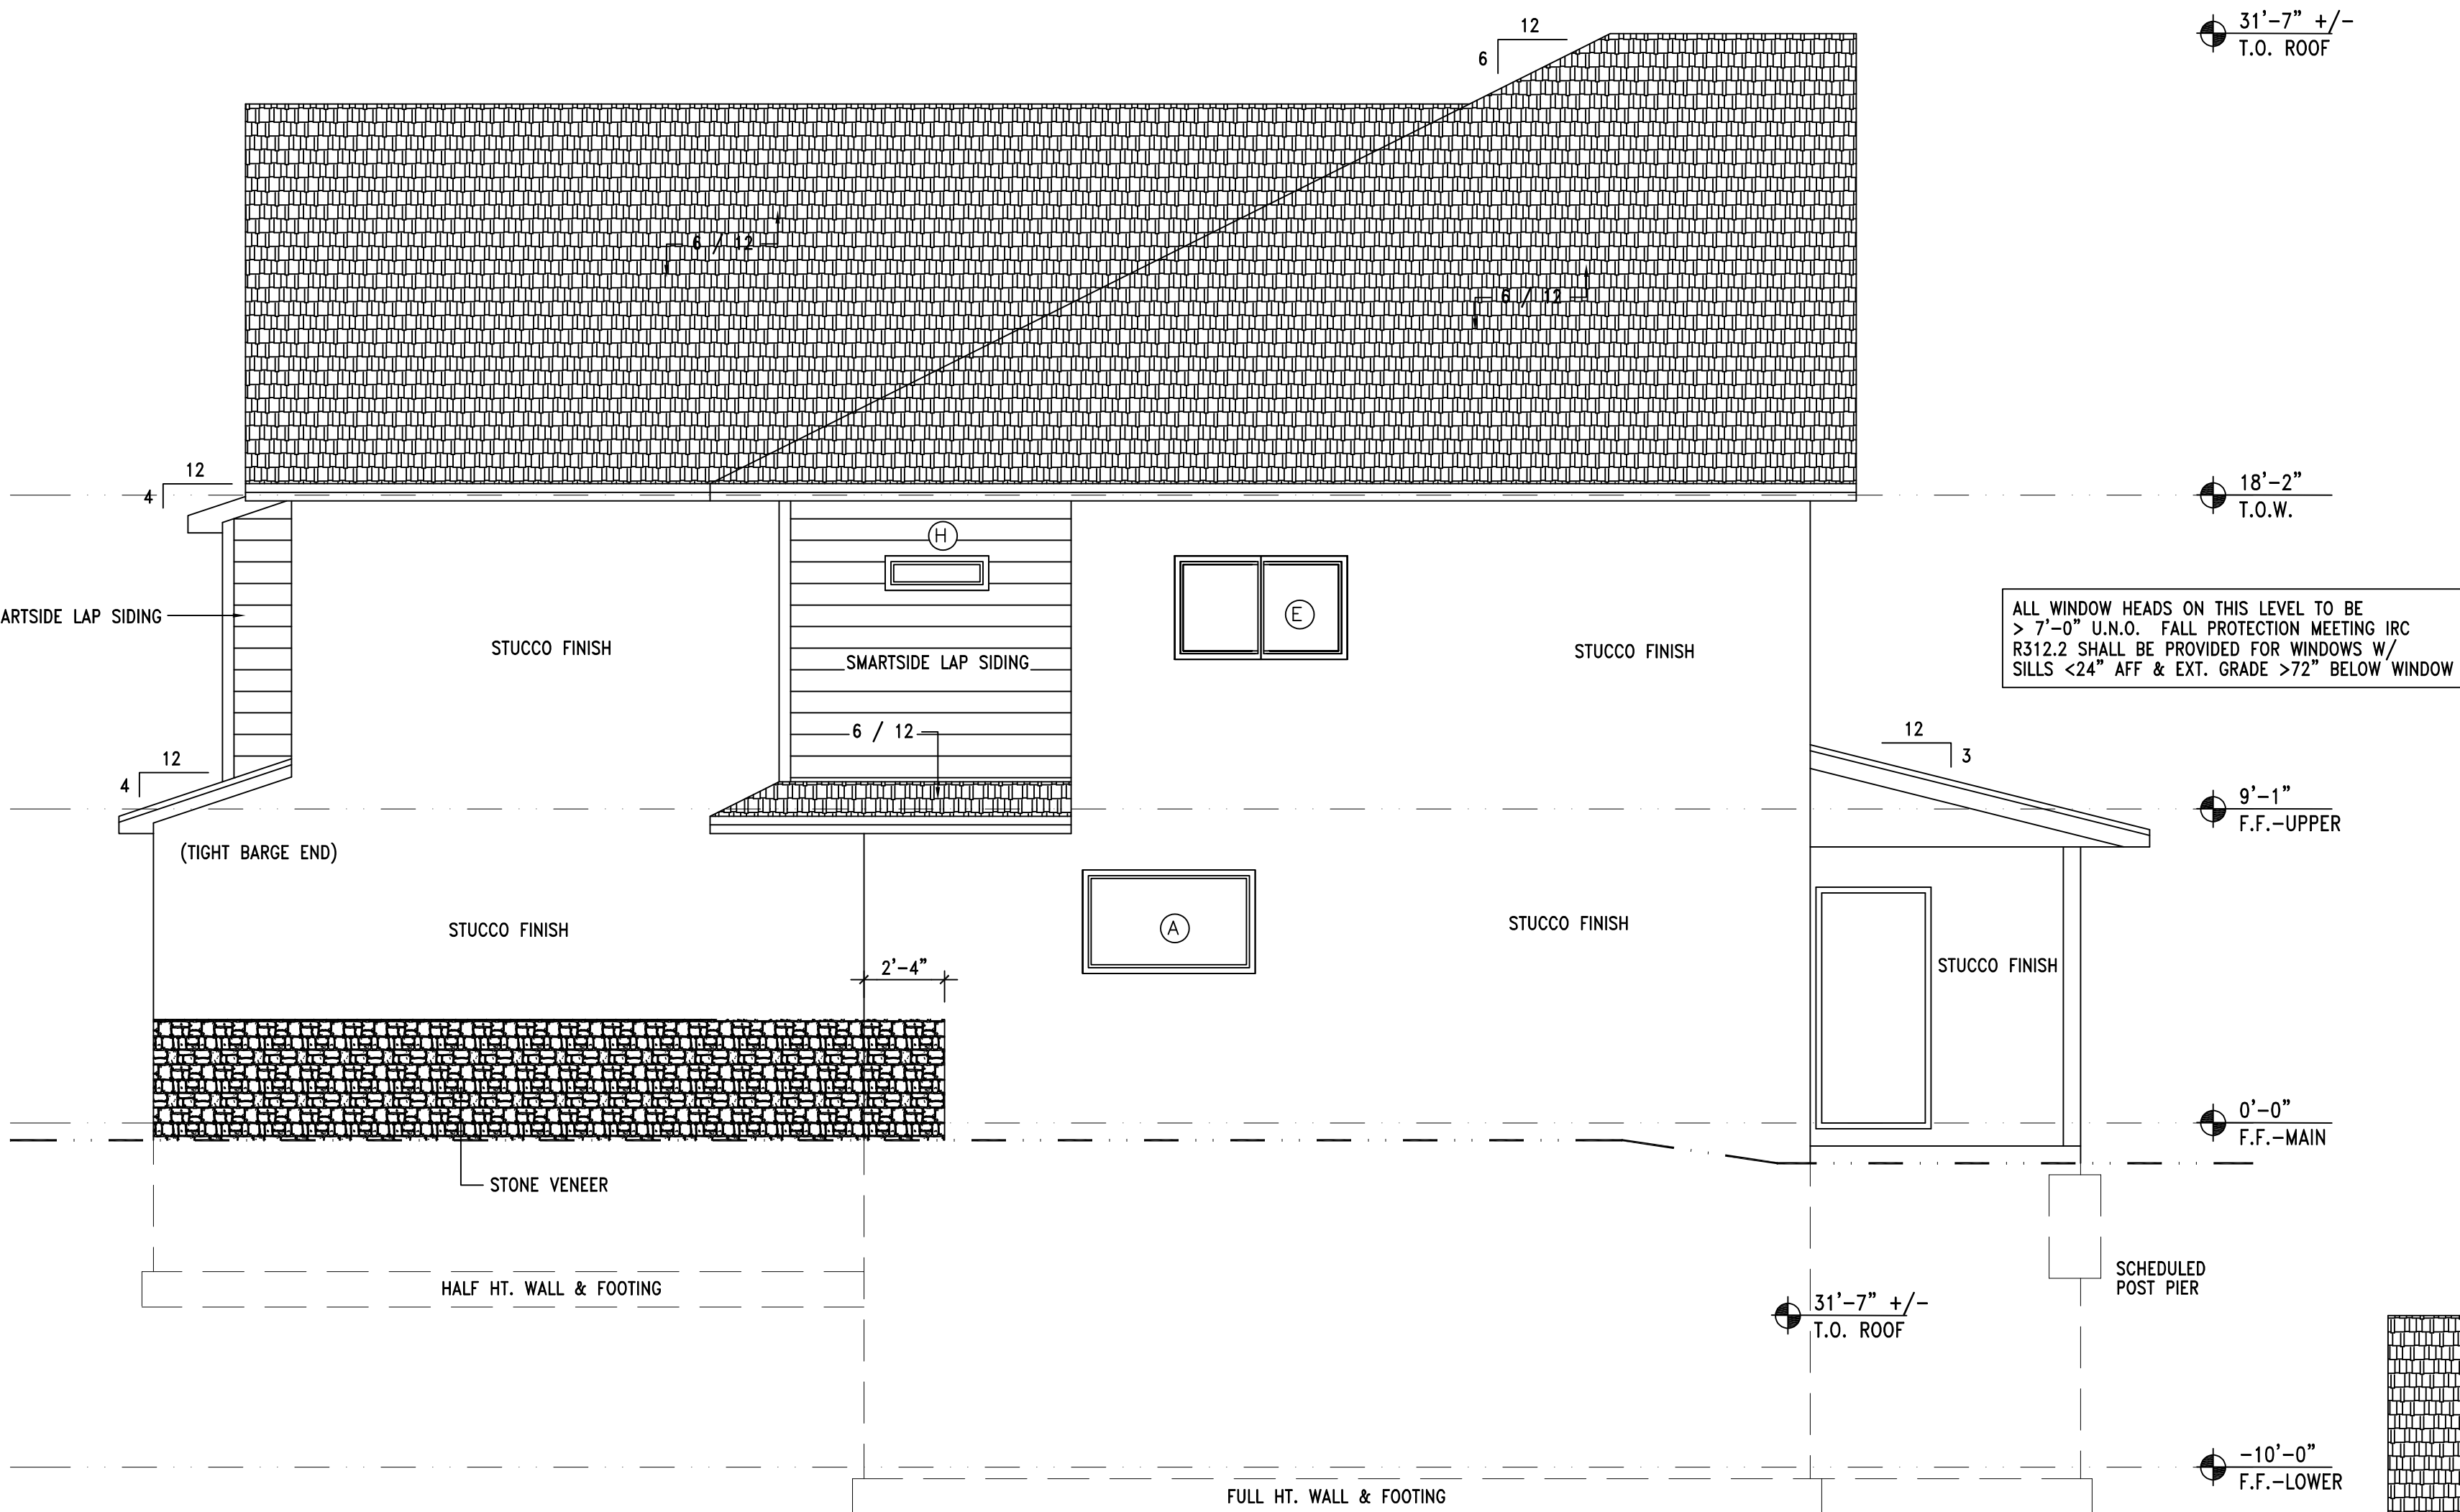 12
31'-7" +/-
6
T.O. ROOF
6 / 12
6 / 12
12
4
18'-2"
T.O.W.
H
E
ARTSIDE LAP SIDING
STUCCO FINISH
SMARTSIDE LAP SIDING
STUCCO FINISH
ALL WINDOW HEADS ON THIS LEVEL TO BE
> 7'-0" U.N.O. FALL PROTECTION MEETING IRC
R312.2 SHALL BE PROVIDED FOR WINDOWS W/
SILLS <24" AFF & EXT. GRADE >72" BELOW WINDOW
6 / 12
12
3
12
4
9'-1"
F.F.-UPPER
(TIGHT BARGE END)
STUCCO FINISH
A
STUCCO FINISH
2'-4"
STUCCO FINISH
0'-0"
F.F.-MAIN
STONE VENEER
HALF HT. WALL & FOOTING
SCHEDULED
POST PIER
31'-7" +/-
T.O. ROOF
-10'-0"
F.F.-LOWER
FULL HT. WALL & FOOTING